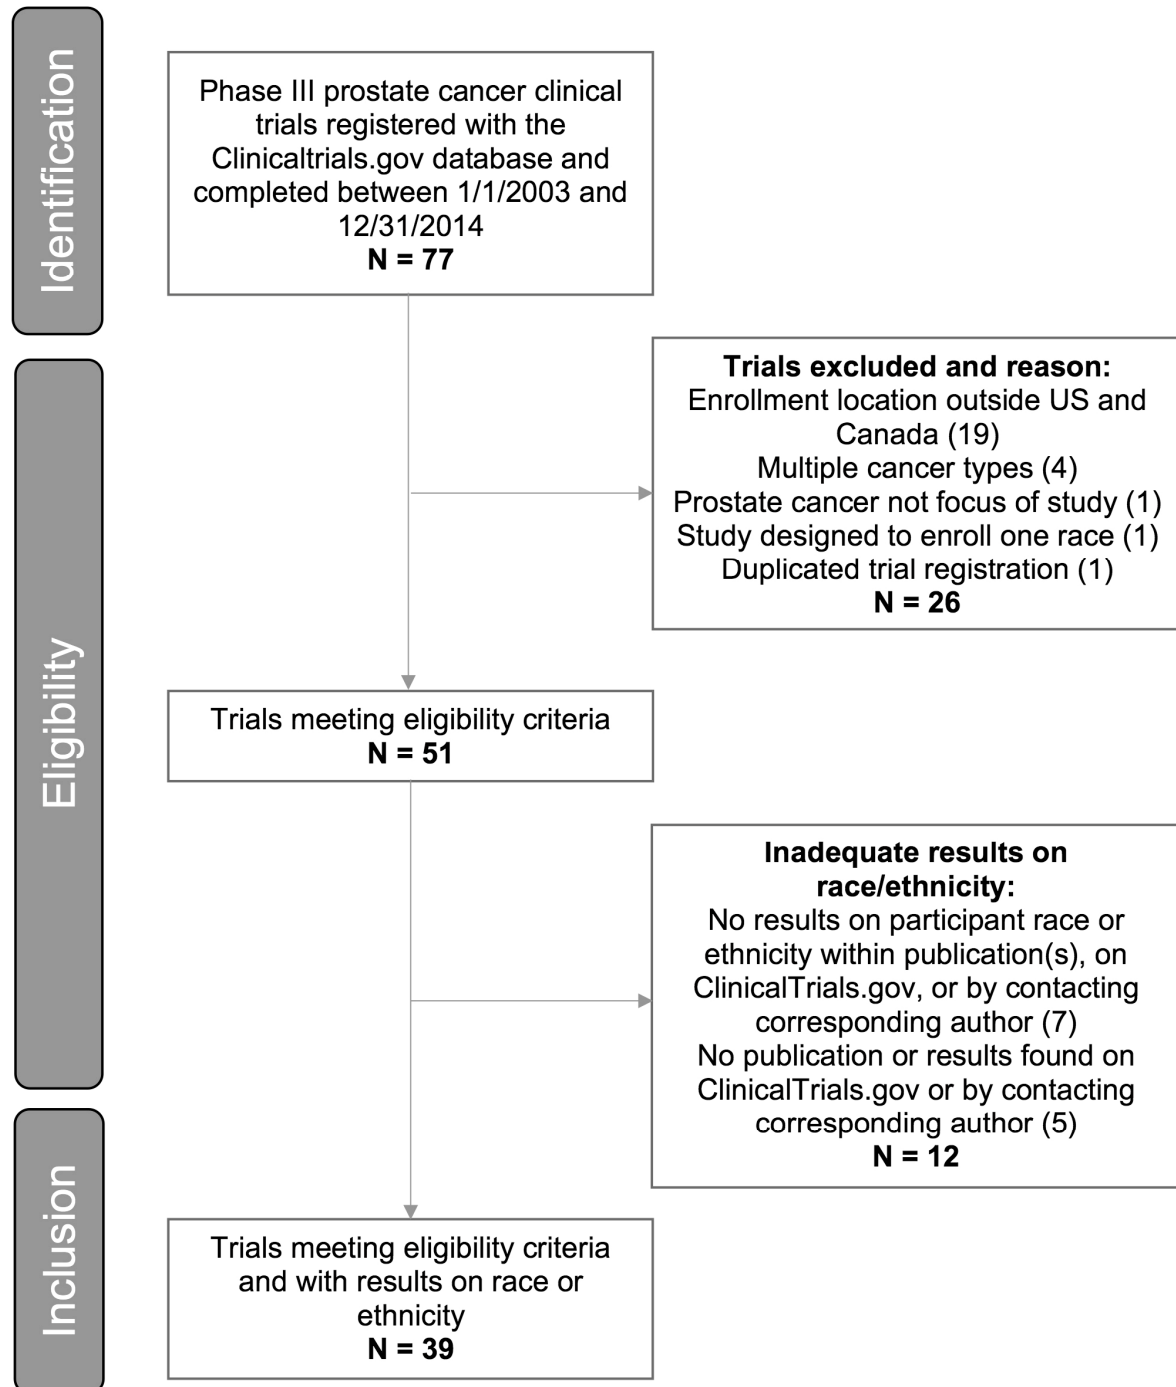 Identification
Phase III prostate cancer clinical
trials registered with the
Clinicaltrials.gov database and
completed between 1/1/2003 and
12/31/2014
N = 77
Eligibility
Trials excluded and reason:
Enrollment location outside US and
Canada (19)
Multiple cancer types (4)
Prostate cancer not focus of study (1)
Study designed to enroll one race (1)
Duplicated trial registration (1)
N = 26
Trials meeting eligibility criteria
N = 51
Inadequate results on
race/ethnicity:
No results on participant race or
ethnicity within publication(s), on
ClinicalTrials.gov, or by contacting
corresponding author (7)
No publication or results found on
ClinicalTrials.gov or by contacting
corresponding author (5)
N = 12
Inclusion
Trials meeting eligibility criteria
and with results on race or
ethnicity
N = 39